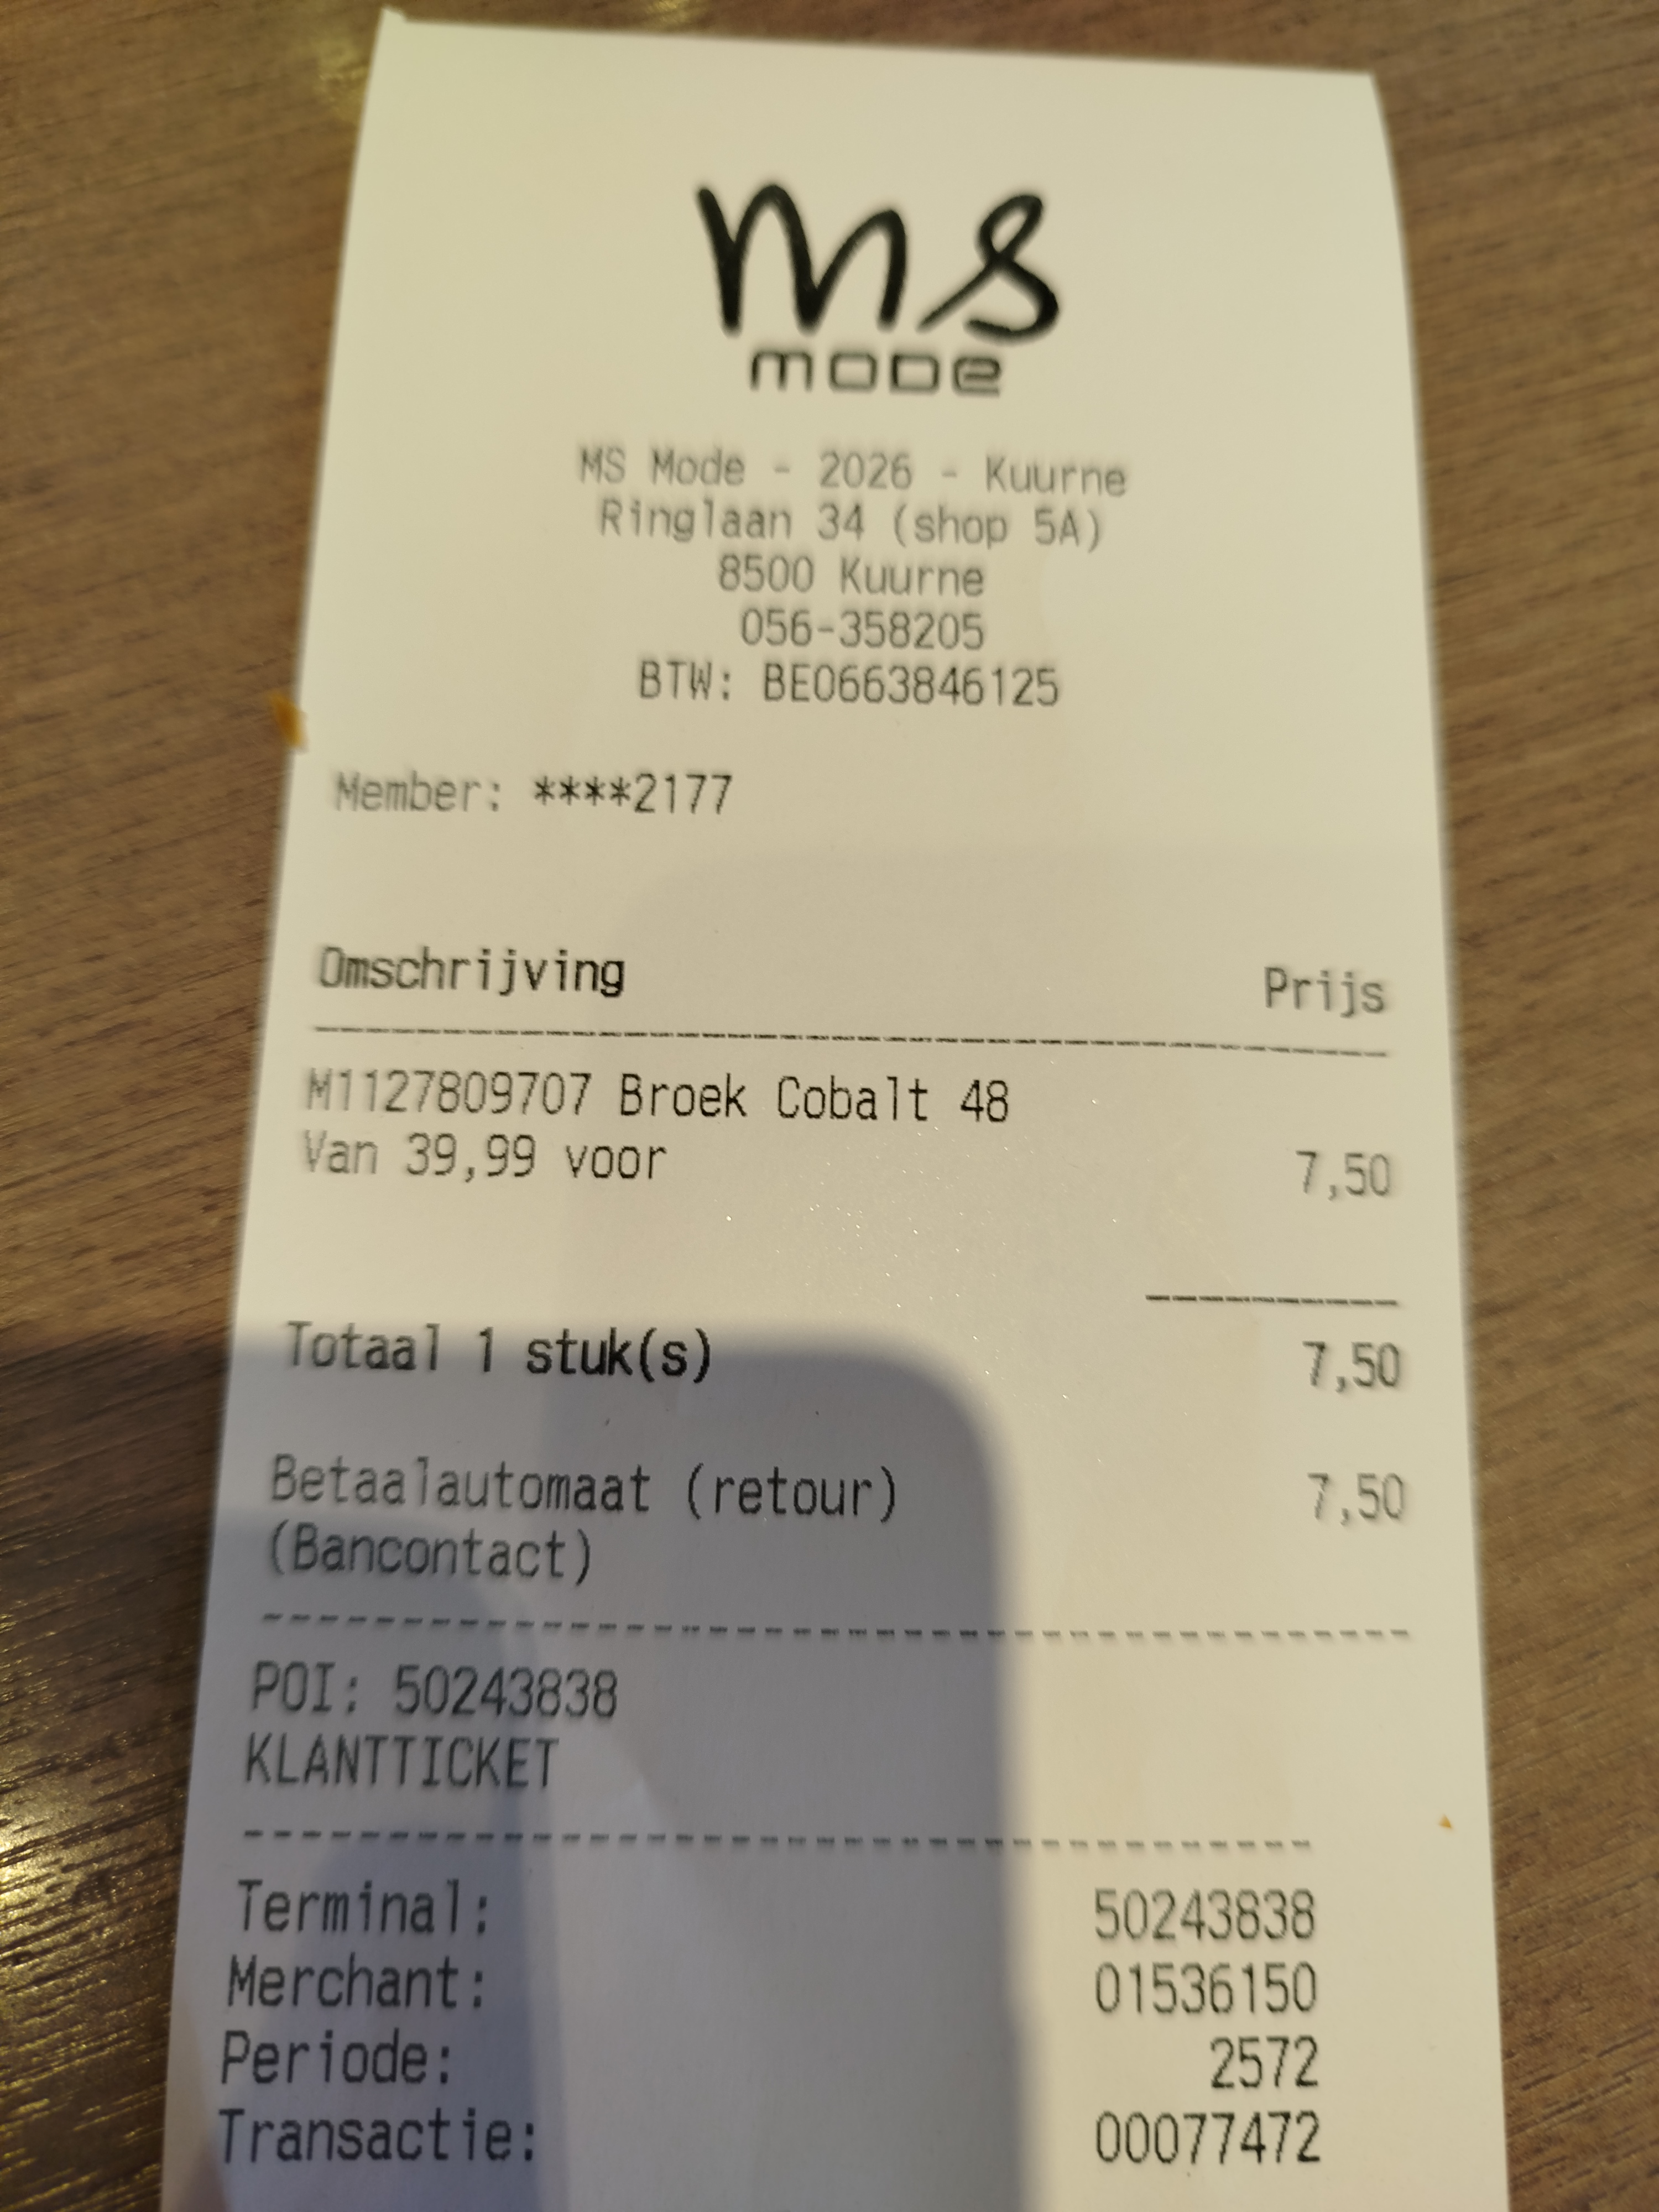 ms
mode
MS Mode - 2026 - Kuurne
Ringlaan 34 (shop 5A)
8500 Kuurne
056-358205
BTW: BE0663846125
Member: ****2177
Omschrijving Prijs
M1127809707 Broek Cobalt 48
Van 39,99 voor 7,50
Totaal 1 stuk(s) 7,50
Betaalautomaat (retour) 7,50
(Bancontact)
POI: 50243838
KLANTTICKET
Terminal: 50243838
Merchant: 01536150
Periode: 2572
Transactie: 00077472